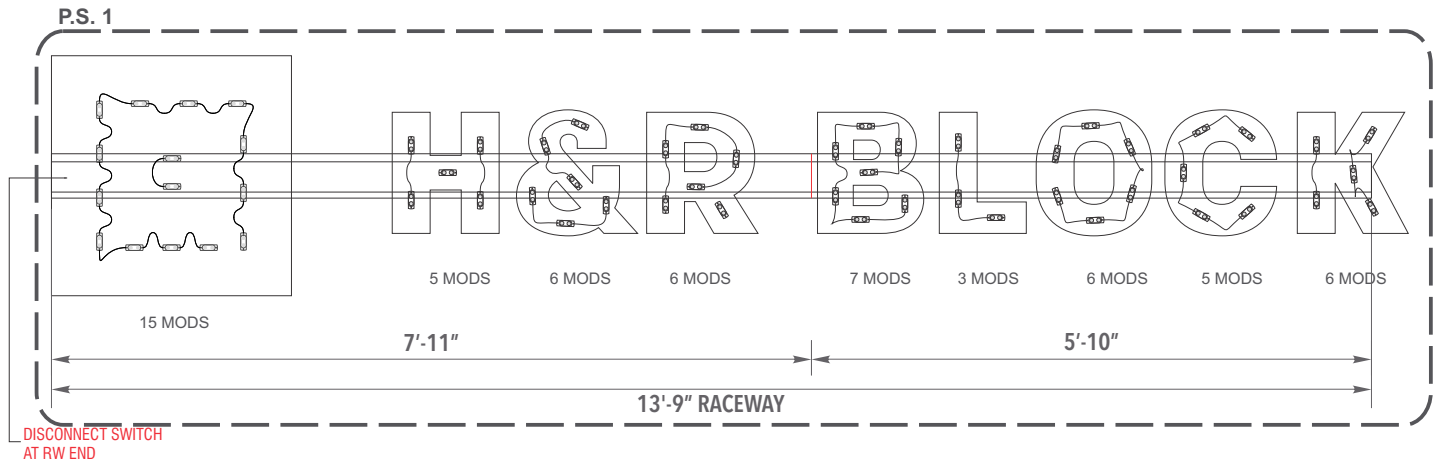 P.S. 1
H&R BLOCK
5 MODS 6 MODS 6 MODS 7 MODS 3 MODS 6 MODS 5 MODS 6 MODS
15 MODS
7'-11" 5'-10"
13'-9" RACEWAY
DISCONNECT SWITCH
AT RW END